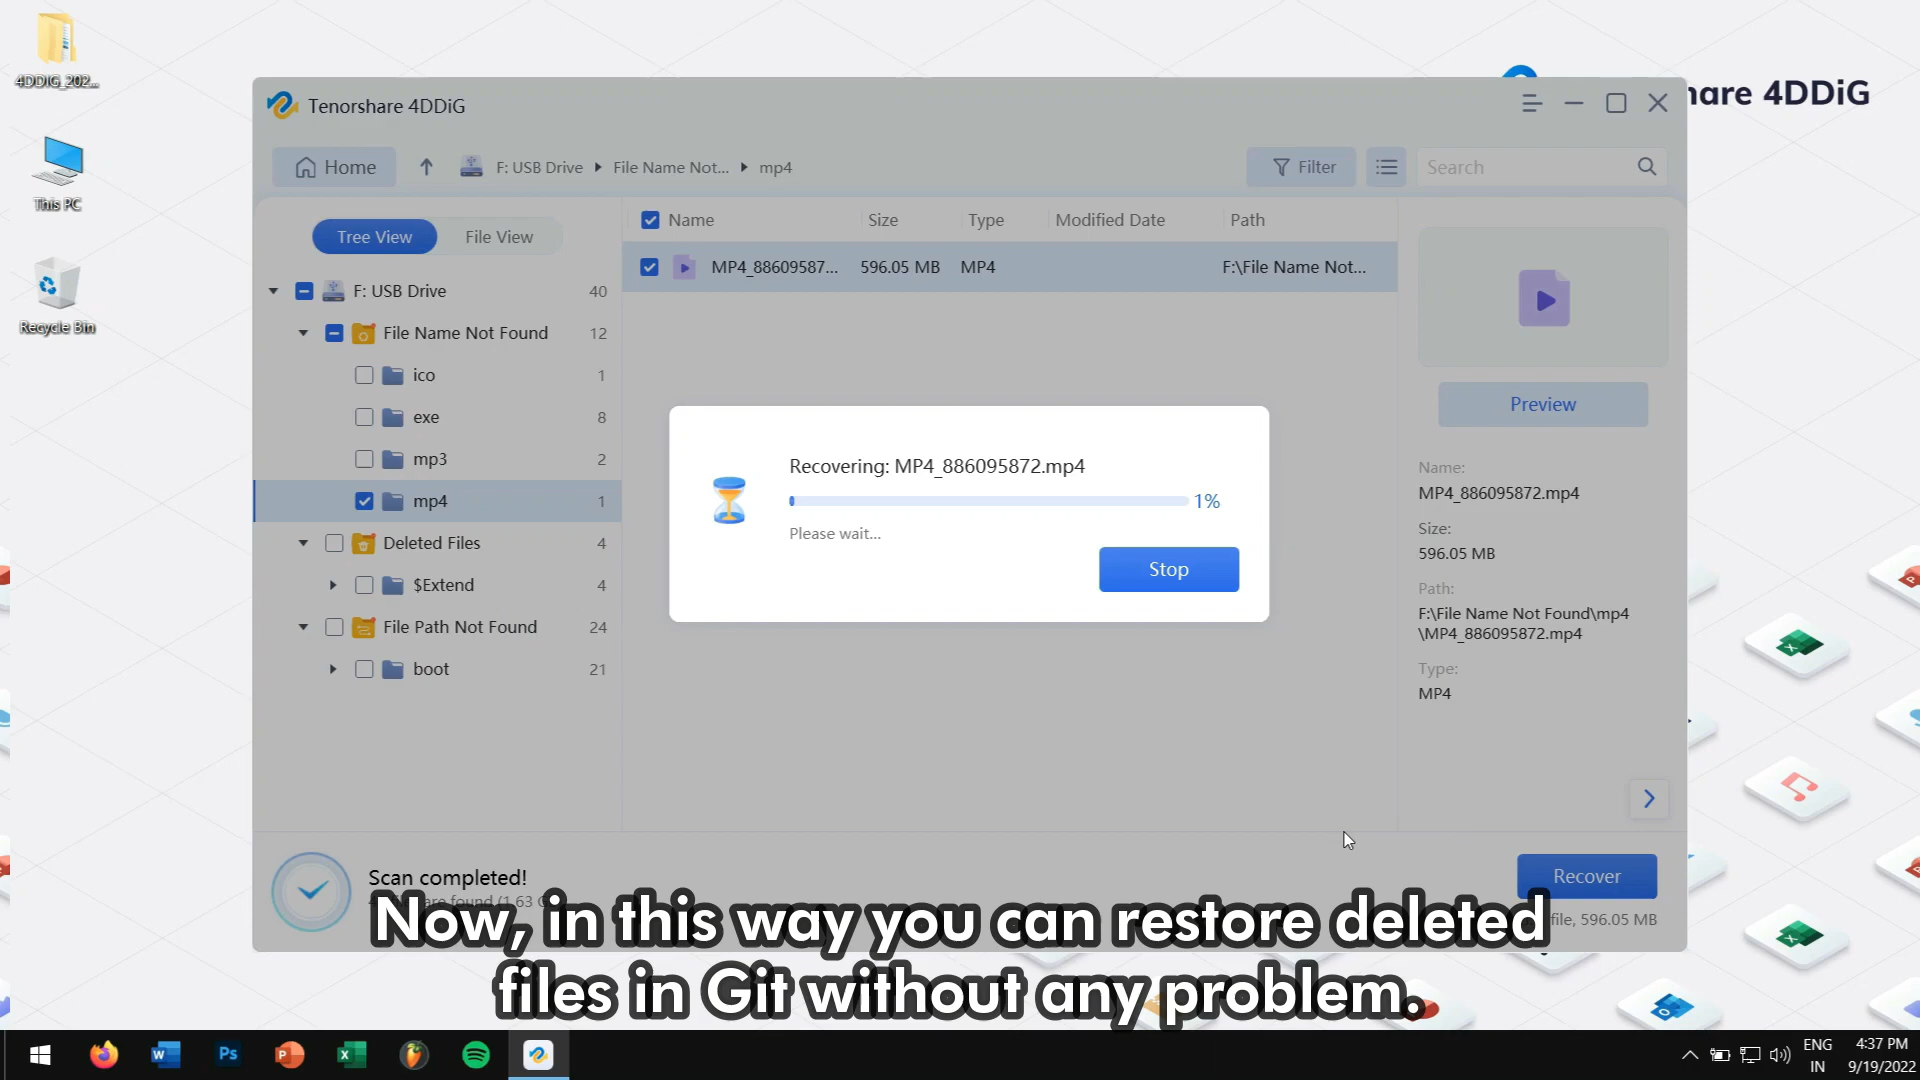 4DDiG_202...
This PC
Recycle Bin
hare 4DDiG
Tenorshare 4DDiG
Home
F: USB Drive
File Name Not...
mp4
Filter
Search
Tree View
File View
F: USB Drive 40
File Name Not Found 12
ico 1
exe 8
mp3 2
mp4 1
Deleted Files 4
$Extend 4
File Path Not Found 24
boot 21
Name Size Type Modified Date Path
MP4_88609587... 596.05 MB MP4 F:\File Name Not...
Recovering: MP4_886095872.mp4
1%
Please wait...
Stop
Preview
Name:
MP4_886095872.mp4
Size:
596.05 MB
Path:
F:\File Name Not Found\mp4
\MP4_886095872.mp4
Type:
MP4
Scan completed!
Recover
file, 596.05 MB
Now, in this way you can restore deleted
files in Git without any problem.
ENG
IN
4:37 PM
9/19/2022